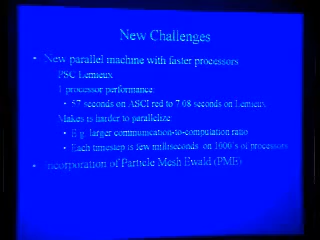 New Challenges
• New parallel machine with faster processors
PSC Lemieux
1 processor performance:
• 57 seconds on ASCI red to 7.08 seconds on Lemieux
Makes is harder to parallelize:
• E.g. larger communication-to-computation ratio
• Each timestep is few milliseconds on 1000's of processors
• Incorporation of Particle Mesh Ewald (PME)